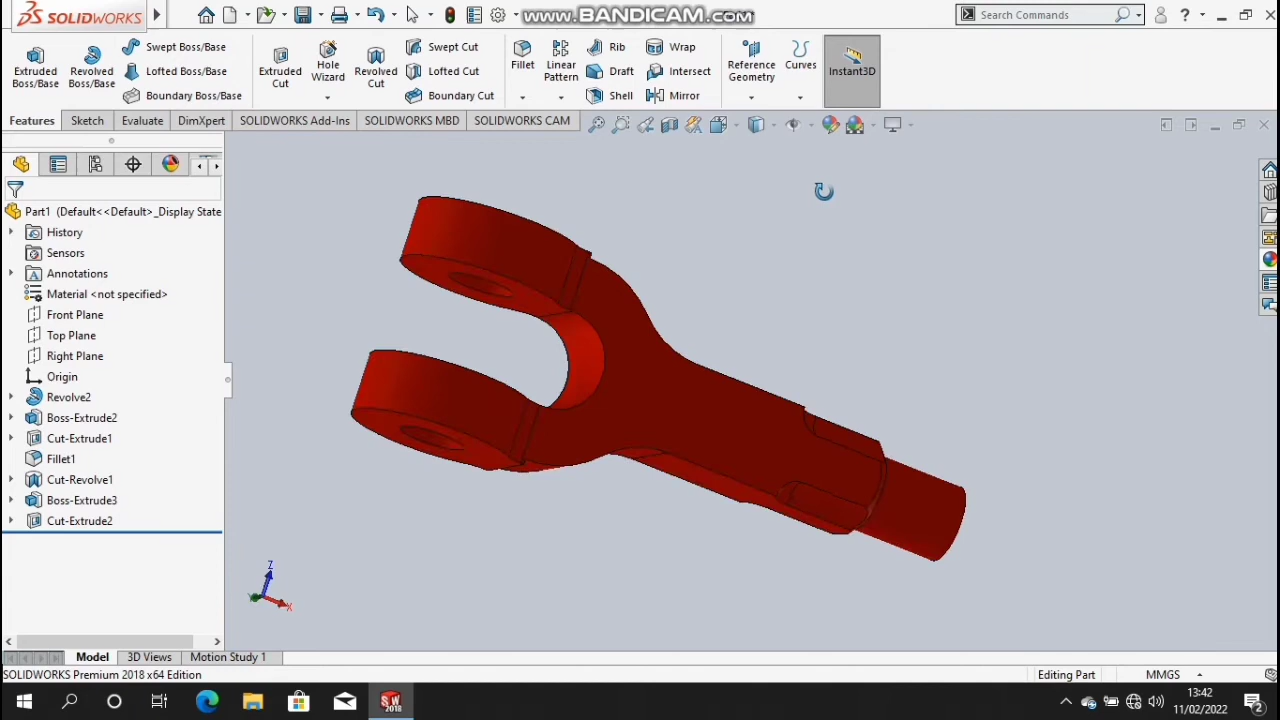 SOLIDWORKS
www.BANDICAM.com
Search Commands
?
Extruded Boss/Base
Revolved Boss/Base
Swept Boss/Base
Lofted Boss/Base
Boundary Boss/Base
Extruded Cut
Hole Wizard
Revolved Cut
Swept Cut
Lofted Cut
Boundary Cut
Fillet
Linear Pattern
Rib
Draft
Shell
Wrap
Intersect
Mirror
Reference Geometry
Curves
Instant3D
Features
Sketch
Evaluate
DimXpert
SOLIDWORKS Add-Ins
SOLIDWORKS MBD
SOLIDWORKS CAM
Part1 (Default<<Default>_Display State
History
Sensors
Annotations
Material <not specified>
Front Plane
Top Plane
Right Plane
Origin
Revolve2
Boss-Extrude2
Cut-Extrude1
Fillet1
Cut-Revolve1
Boss-Extrude3
Cut-Extrude2
Z
X
Model
3D Views
Motion Study 1
SOLIDWORKS Premium 2018 x64 Edition
Editing Part
MMGS
SW
2018
13:42
11/02/2022
2